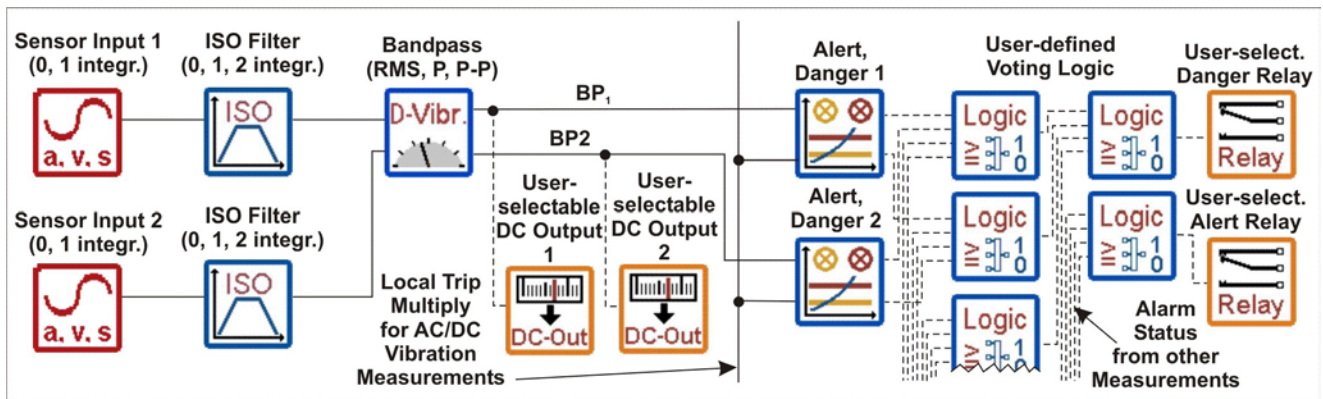 Sensor Input 1
(0, 1 integr.)
a. v. s
ISO Filter
(0, 1, 2 integr.)
ISO
Bandpass
(RMS, P, P-P)
D-Vibr.
BP1
BP2
Sensor Input 2
(0, 1 integr.)
a. v. s
ISO Filter
(0, 1, 2 integr.)
ISO
User-
selectable
DC Output
1
DC-Out
User-
selectable
DC Output
2
DC-Out
Local Trip
Multiply
for AC/DC
Vibration
Measurements
Alert,
Danger 1
Alert,
Danger 2
User-defined
Voting Logic
Logic
≥ 1
0
Logic
≥ 1
0
Logic
≥ 1
Logic
≥ 1
0
Logic
≥ 1
0
User-select.
Danger Relay
Relay
User-select.
Alert Relay
Relay
Alarm
Status
from other
Measurements